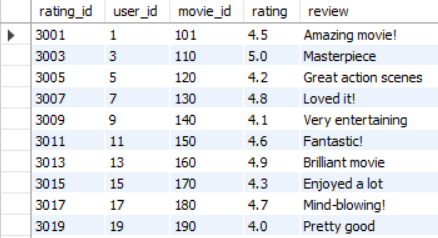 rating_id user_id movie_id rating review
3001 1 101 4.5 Amazing movie!
3003 3 110 5.0 Masterpiece
3005 5 120 4.2 Great action scenes
3007 7 130 4.8 Loved it!
3009 9 140 4.1 Very entertaining
3011 11 150 4.6 Fantastic!
3013 13 160 4.9 Brilliant movie
3015 15 170 4.3 Enjoyed a lot
3017 17 180 4.7 Mind-blowing!
3019 19 190 4.0 Pretty good